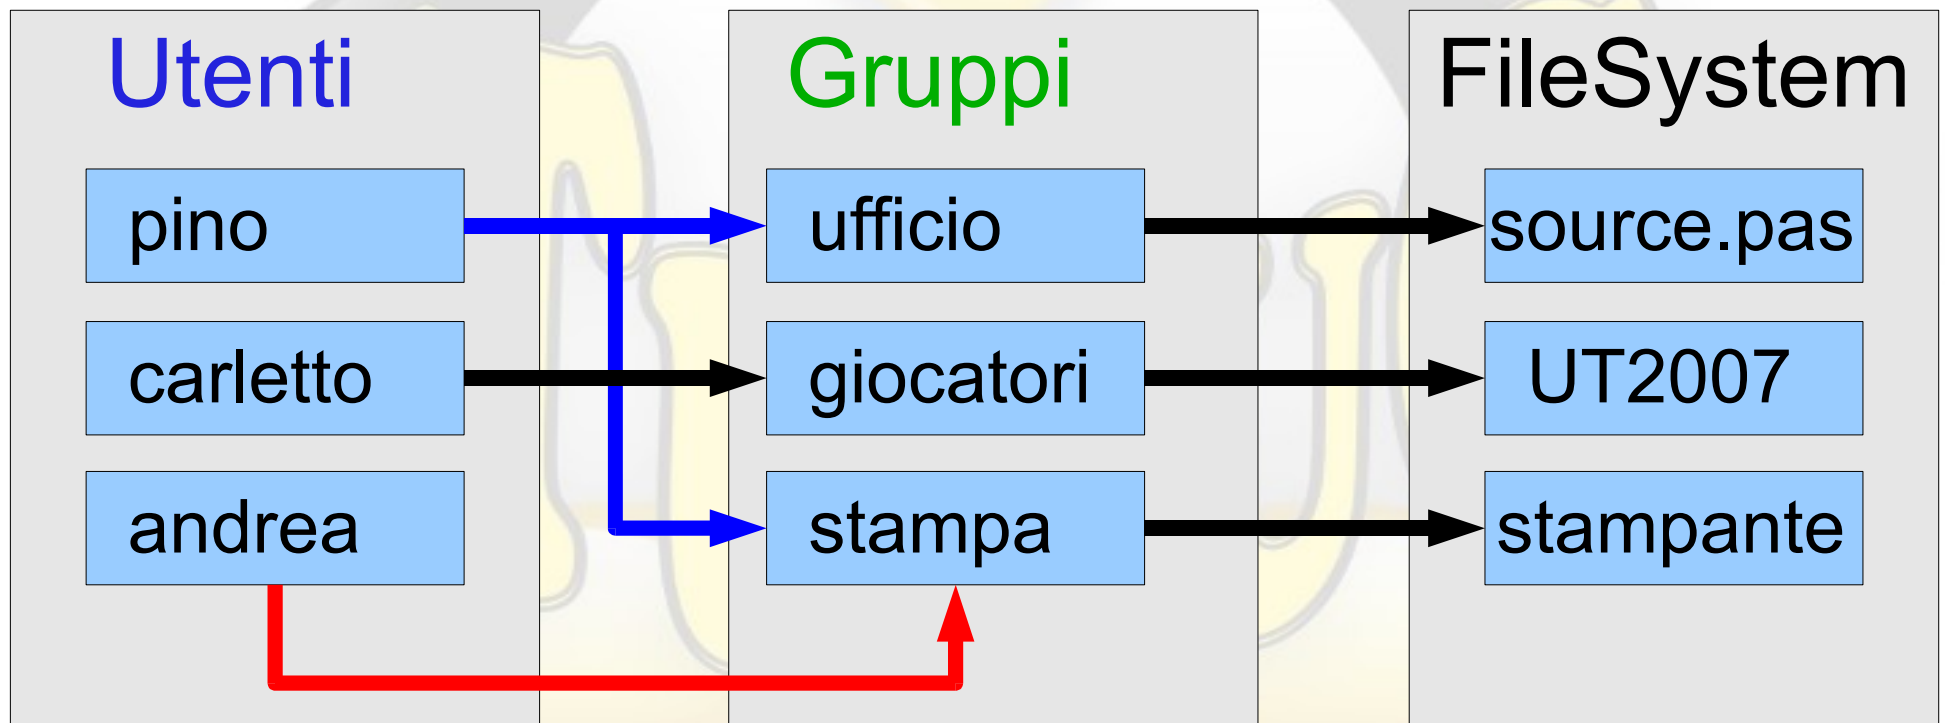 Utenti
Gruppi
FileSystem
pino
ufficio
source.pas
carletto
giocatori
UT2007
andrea
stampa
stampante